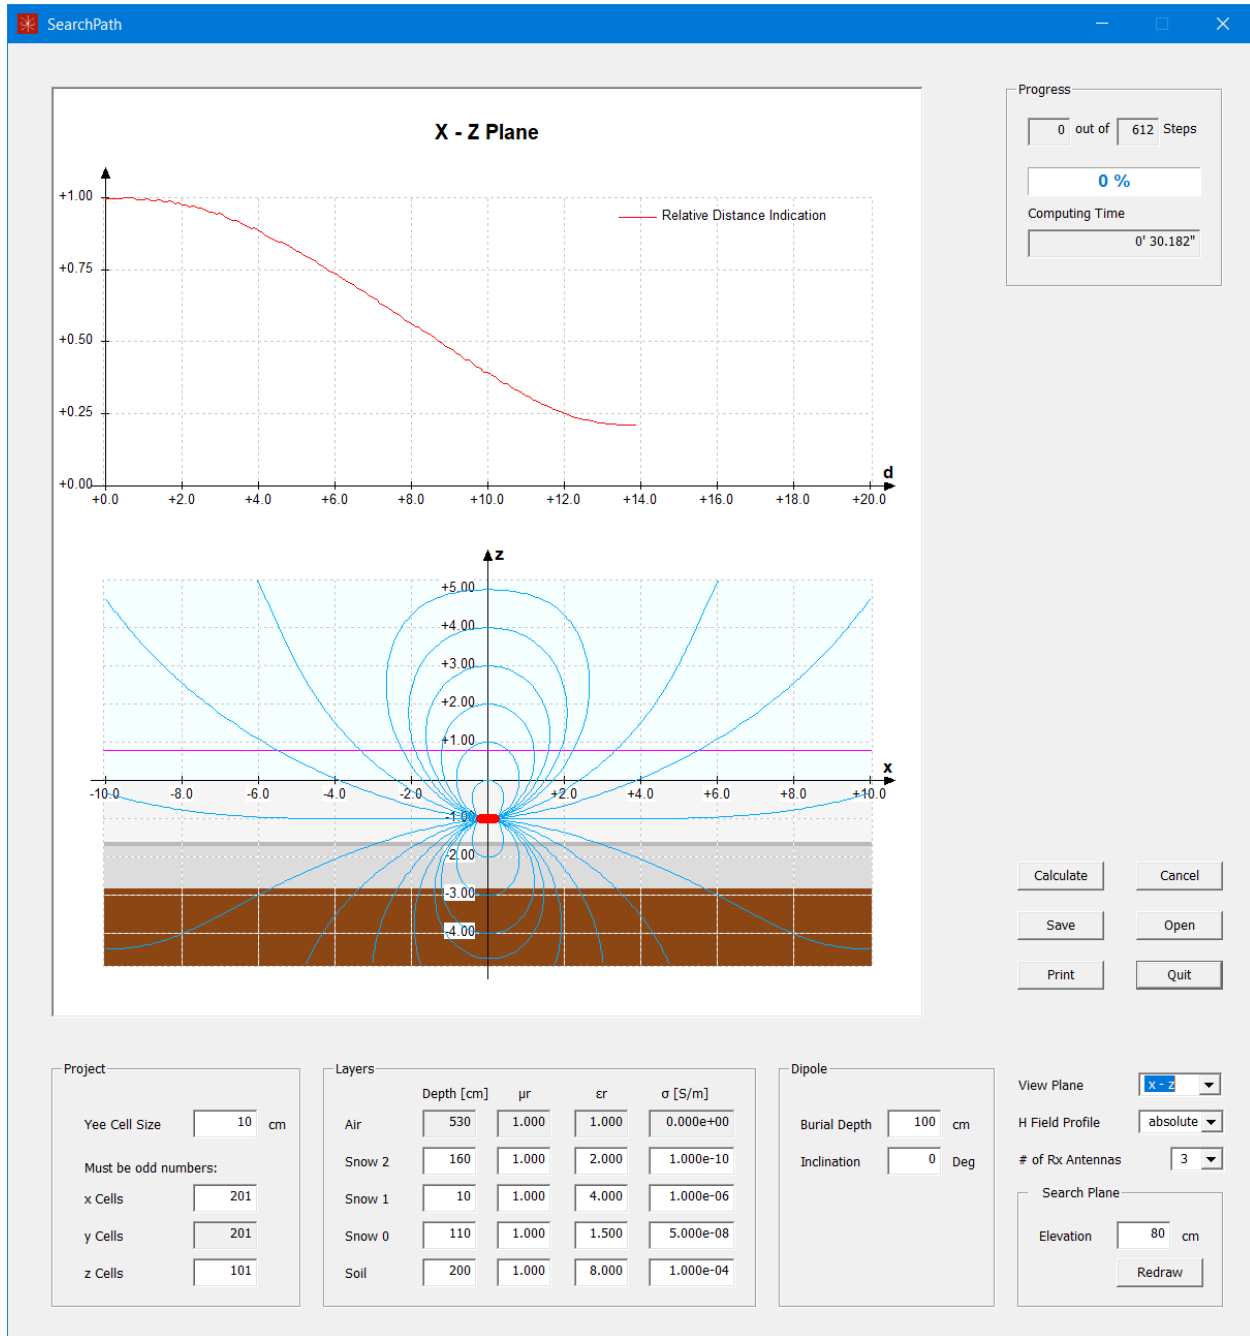 SearchPath
X - Z Plane
+1.00
+0.75
+0.50
+0.25
+0.00
Relative Distance Indication
d
+0.0 +2.0 +4.0 +6.0 +8.0 +10.0 +12.0 +14.0 +16.0 +18.0 +20.0
z
+5.00
+4.00
+3.00
+2.00
+1.00
x
-10.0 -8.0 -6.0 -4.0 -2.0 +2.0 +4.0 +6.0 +8.0 +10.0
-1.00
-2.00
-3.00
-4.00
Progress
0 out of 612 Steps
0 %
Computing Time
0' 30.182"
Calculate Cancel
Save Open
Print Quit
Project
Yee Cell Size 10 cm
Must be odd numbers:
x Cells 201
y Cells 201
z Cells 101
Layers
Depth [cm] μr εr σ [S/m]
Air 530 1.000 1.000 0.000e+00
Snow 2 160 1.000 2.000 1.000e-10
Snow 1 10 1.000 4.000 1.000e-06
Snow 0 110 1.000 1.500 5.000e-08
Soil 200 1.000 8.000 1.000e-04
Dipole
Burial Depth 100 cm
Inclination 0 Deg
View Plane x - z
H Field Profile absolute
# of Rx Antennas 3
Search Plane
Elevation 80 cm
Redraw